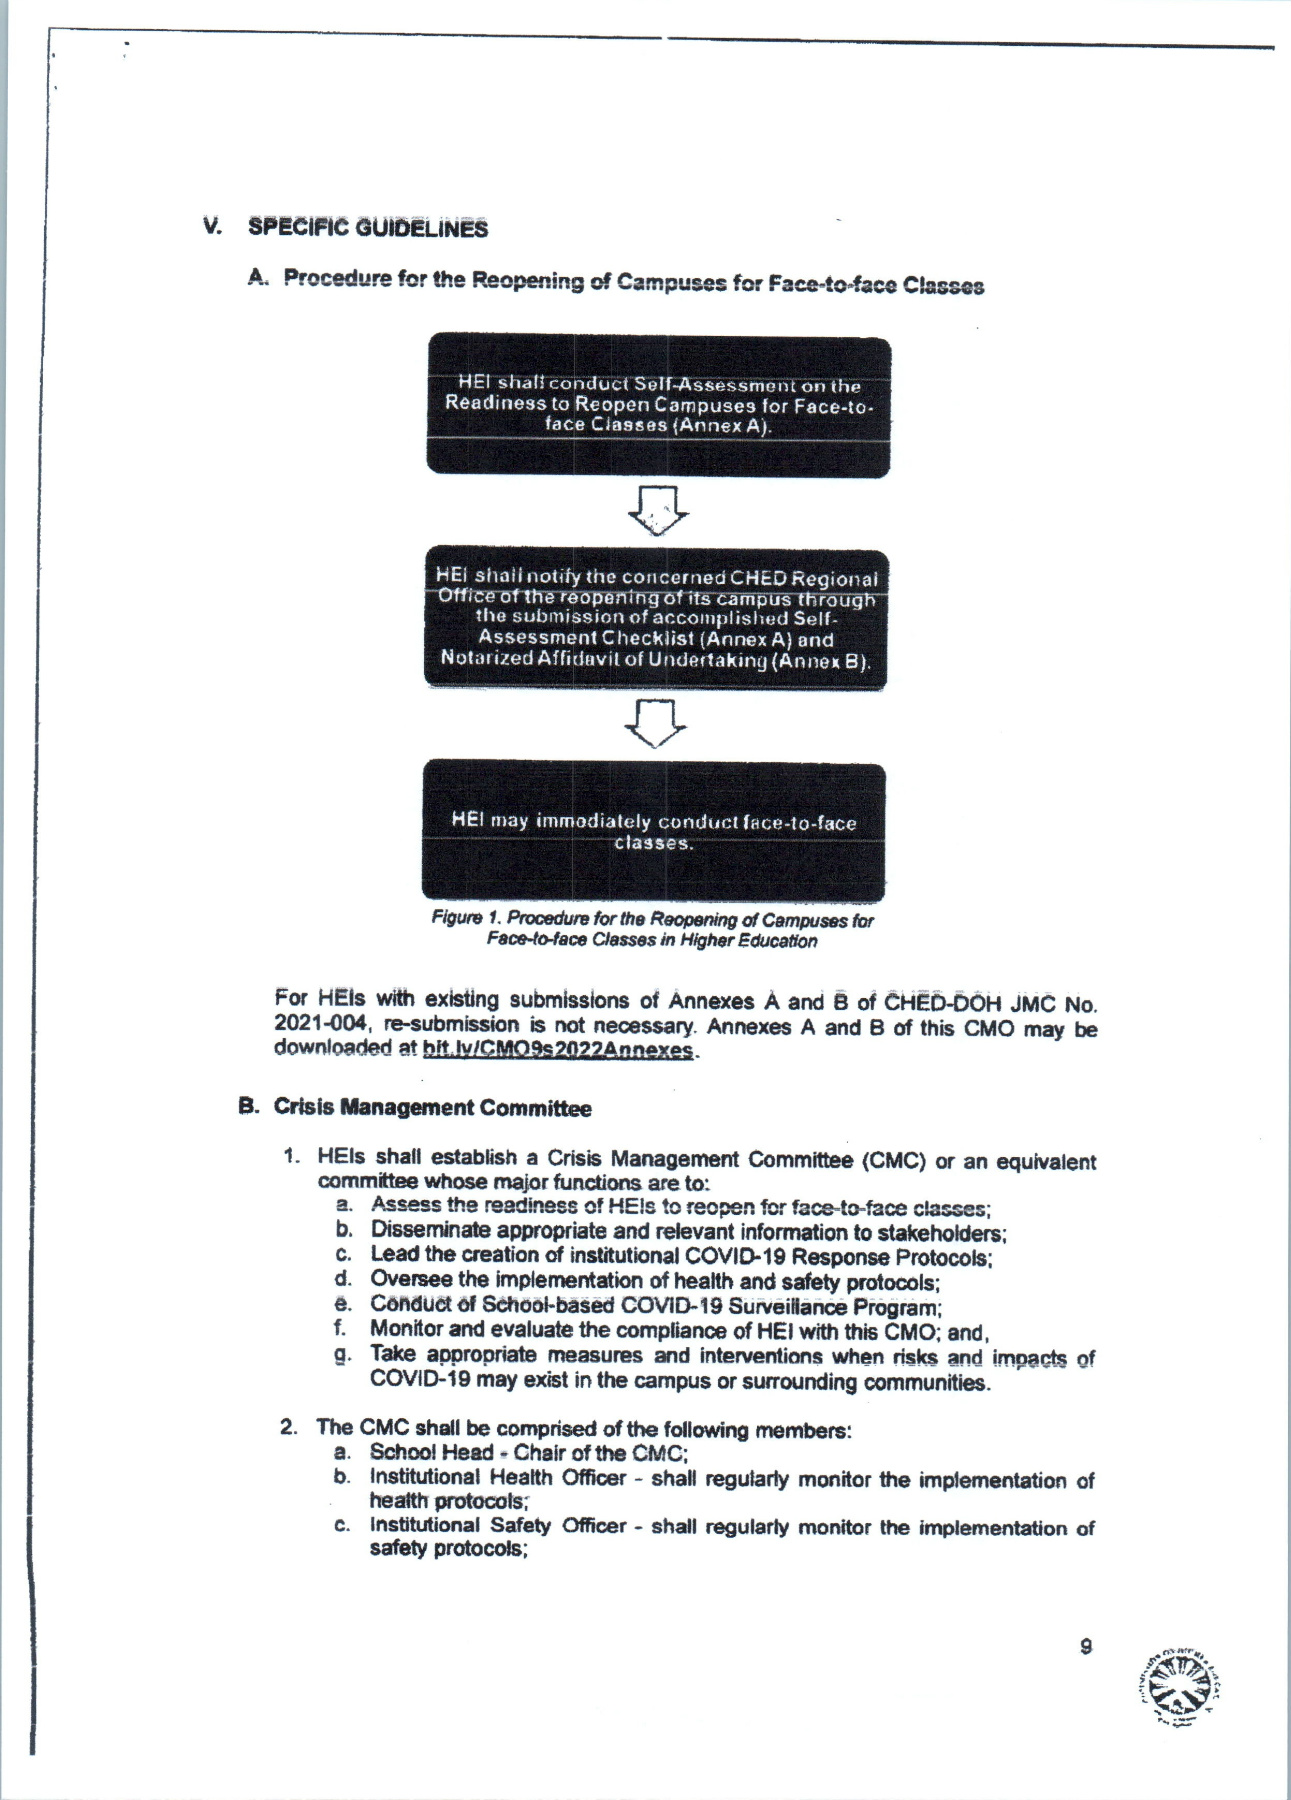 V. SPECIFIC GUIDELINES
A. Procedure for the Reopening of Campuses for Face-to-face Classes
HEI shall conduct Self-Assessment on the
Readiness to Reopen Campuses for Face-to-
face Classes (Annex A).
HEI shall notify the concerned CHED Regional
Office of the reopening of its campus through
the submission of accomplished Self-
Assessment Checklist (Annex A) and
Notarized Affidavit of Undertaking (Annex B).
HEI may immediately conduct face-to-face
classes.
Figure 1. Procedure for the Reopening of Campuses for
Face-to-face Classes in Higher Education
For HEIs with existing submissions of Annexes A and B of CHED-DOH JMC No.
2021-004, re-submission is not necessary. Annexes A and B of this CMO may be
downloaded at bit.ly/CMO9s2022Annexes.
B. Crisis Management Committee
1. HEIs shall establish a Crisis Management Committee (CMC) or an equivalent
committee whose major functions are to:
a. Assess the readiness of HEIs to reopen for face-to-face classes;
b. Disseminate appropriate and relevant information to stakeholders;
c. Lead the creation of institutional COVID-19 Response Protocols;
d. Oversee the implementation of health and safety protocols;
e. Conduct of School-based COVID-19 Surveillance Program;
f. Monitor and evaluate the compliance of HEI with this CMO; and,
g. Take appropriate measures and interventions when risks and impacts of
COVID-19 may exist in the campus or surrounding communities.
2. The CMC shall be comprised of the following members:
a. School Head - Chair of the CMC;
b. Institutional Health Officer - shall regularly monitor the implementation of
health protocols;
c. Institutional Safety Officer - shall regularly monitor the implementation of
safety protocols;
9